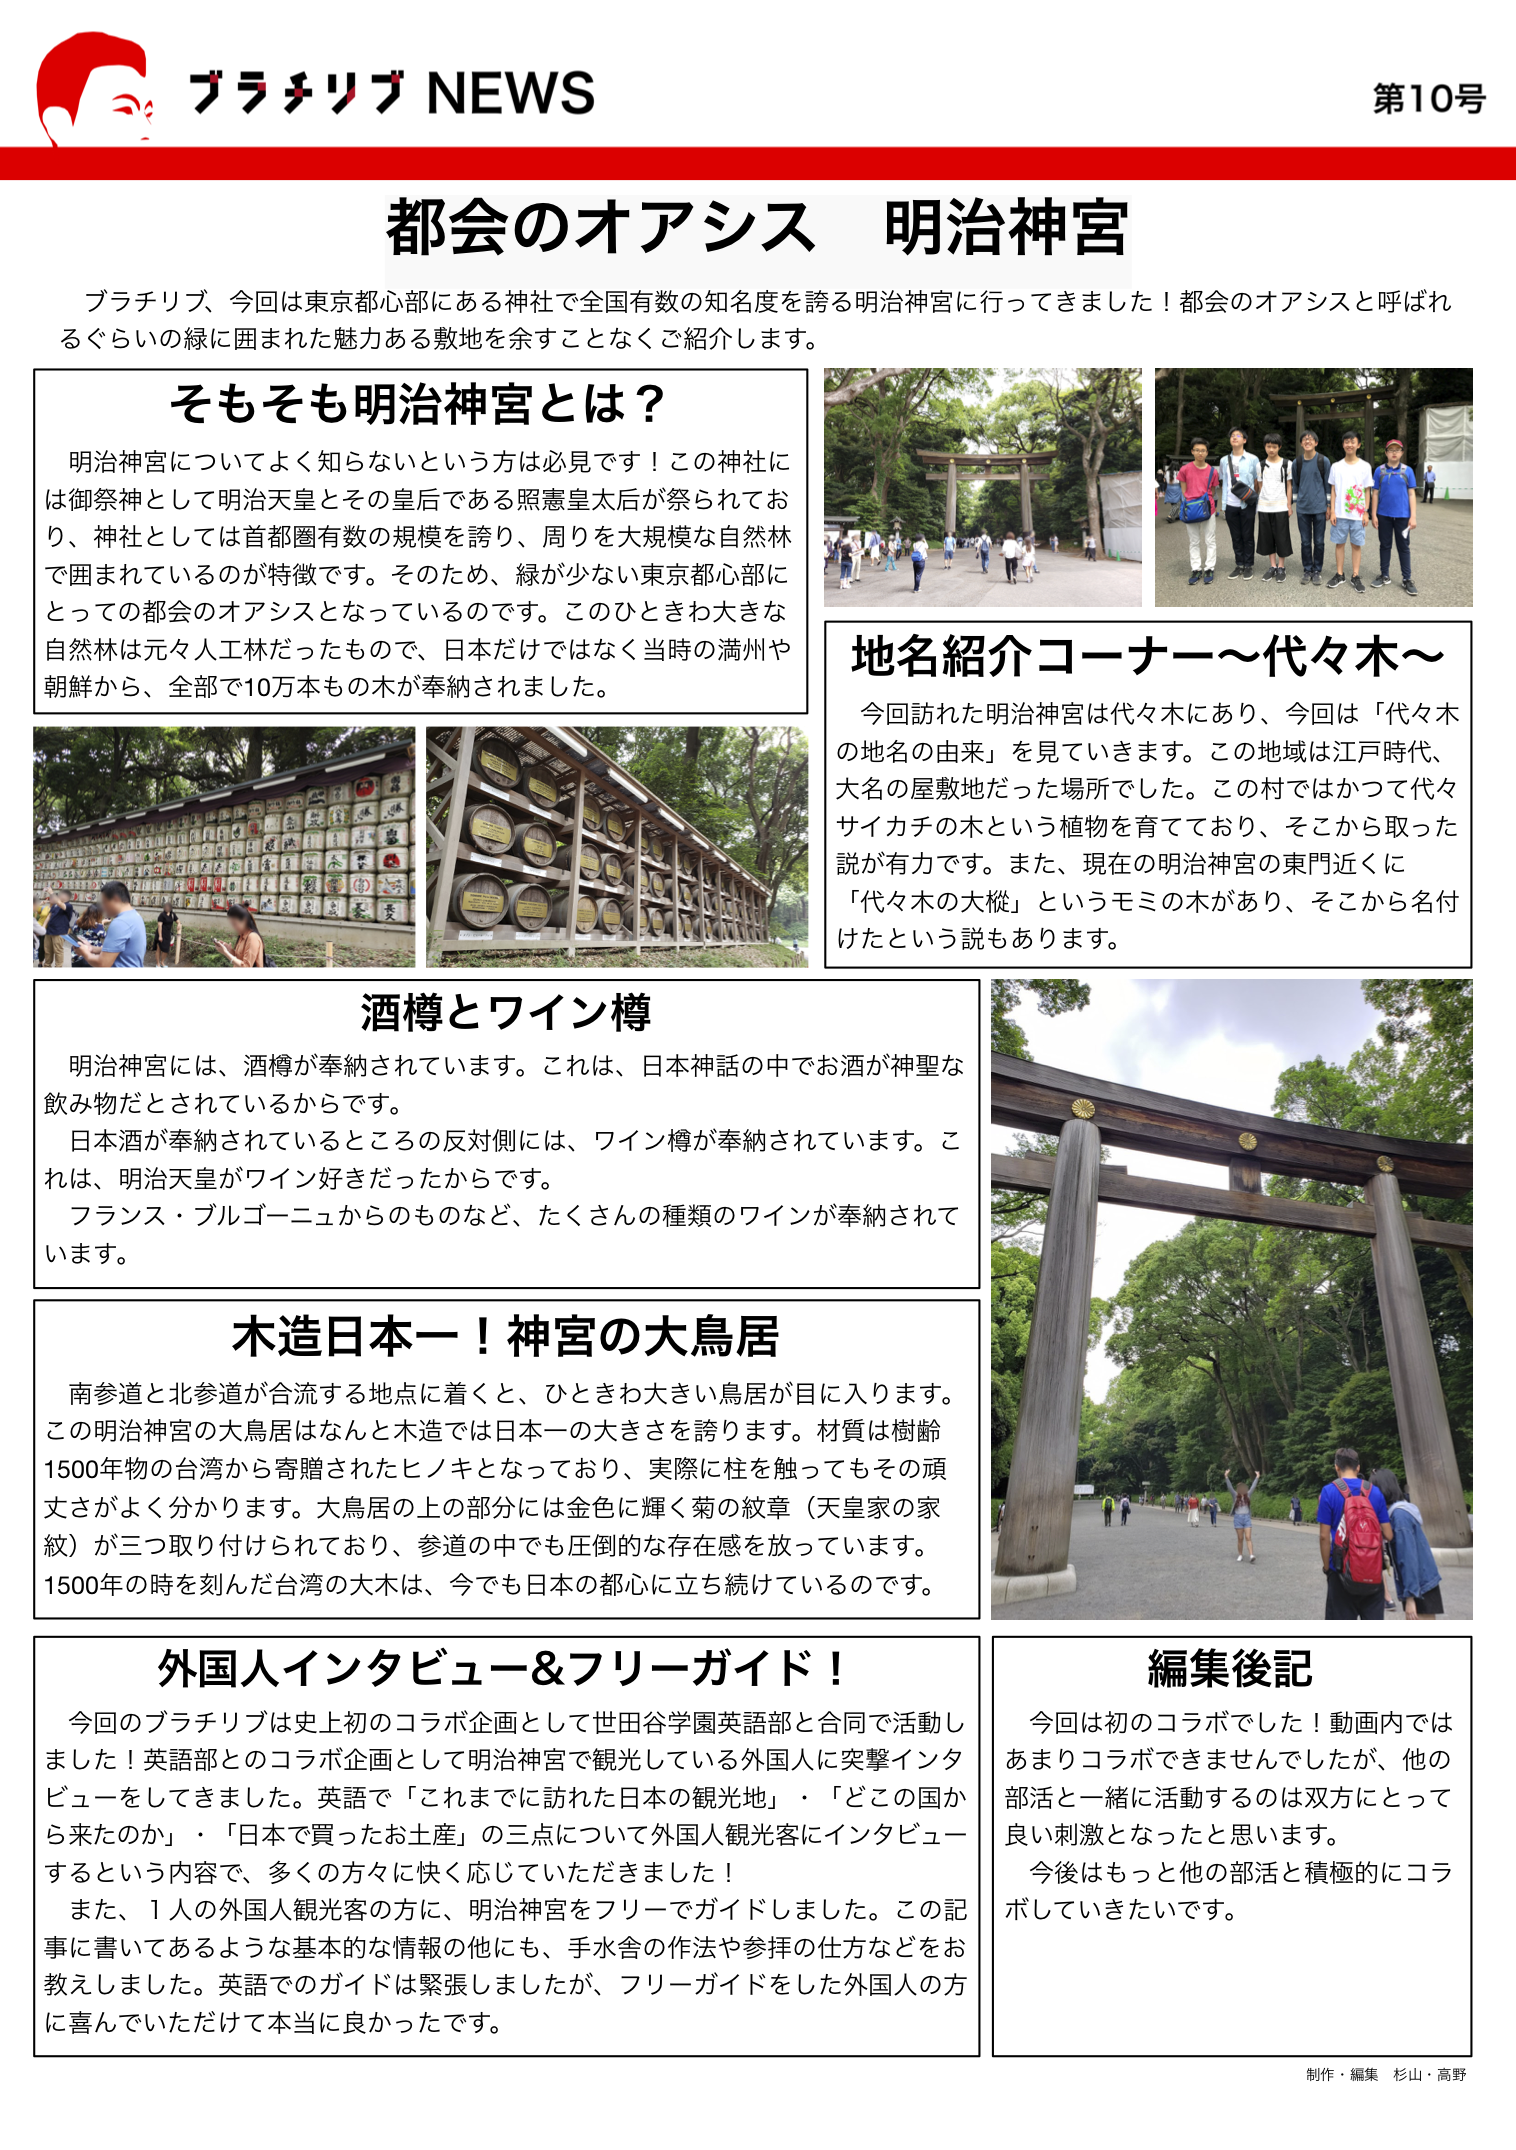 ブラチリブ NEWS
第10号
都会のオアシス　明治神宮
ブラチリブ、今回は東京都心部にある神社で全国有数の知名度を誇る明治神宮に行ってきました！都会のオアシスと呼ばれ
るぐらいの緑に囲まれた魅力ある敷地を余すことなくご紹介します。
そもそも明治神宮とは？
明治神宮についてよく知らないという方は必見です！この神社に
は御祭神として明治天皇とその皇后である照憲皇太后が祭られてお
り、神社としては首都圏有数の規模を誇り、周りを大規模な自然林
で囲まれているのが特徴です。そのため、緑が少ない東京都心部に
とっての都会のオアシスとなっているのです。このひときわ大きな
自然林は元々人工林だったもので、日本だけではなく当時の満州や
朝鮮から、全部で10万本もの木が奉納されました。
地名紹介コーナー〜代々木〜
今回訪れた明治神宮は代々木にあり、今回は「代々木
の地名の由来」を見ていきます。この地域は江戸時代、
大名の屋敷地だった場所でした。この村ではかつて代々
サイカチの木という植物を育てており、そこから取った
説が有力です。また、現在の明治神宮の東門近くに
「代々木の大樅」というモミの木があり、そこから名付
けたという説もあります。
酒樽とワイン樽
明治神宮には、酒樽が奉納されています。これは、日本神話の中でお酒が神聖な
飲み物だとされているからです。
日本酒が奉納されているところの反対側には、ワイン樽が奉納されています。こ
れは、明治天皇がワイン好きだったからです。
フランス・ブルゴーニュからのものなど、たくさんの種類のワインが奉納されて
います。
木造日本一！神宮の大鳥居
南参道と北参道が合流する地点に着くと、ひときわ大きい鳥居が目に入ります。
この明治神宮の大鳥居はなんと木造では日本一の大きさを誇ります。材質は樹齢
1500年物の台湾から寄贈されたヒノキとなっており、実際に柱を触ってもその頑
丈さがよく分かります。大鳥居の上の部分には金色に輝く菊の紋章（天皇家の家
紋）が三つ取り付けられており、参道の中でも圧倒的な存在感を放っています。
1500年の時を刻んだ台湾の大木は、今でも日本の都心に立ち続けているのです。
外国人インタビュー&フリーガイド！
今回のブラチリブは史上初のコラボ企画として世田谷学園英語部と合同で活動し
ました！英語部とのコラボ企画として明治神宮で観光している外国人に突撃インタ
ビューをしてきました。英語で「これまでに訪れた日本の観光地」・「どこの国か
ら来たのか」・「日本で買ったお土産」の三点について外国人観光客にインタビュー
するという内容で、多くの方々に快く応じていただきました！
また、１人の外国人観光客の方に、明治神宮をフリーでガイドしました。この記
事に書いてあるような基本的な情報の他にも、手水舎の作法や参拝の仕方などをお
教えしました。英語でのガイドは緊張しましたが、フリーガイドをした外国人の方
に喜んでいただけて本当に良かったです。
編集後記
今回は初のコラボでした！動画内では
あまりコラボできませんでしたが、他の
部活と一緒に活動するのは双方にとって
良い刺激となったと思います。
今後はもっと他の部活と積極的にコラ
ボしていきたいです。
制作・編集　杉山・高野